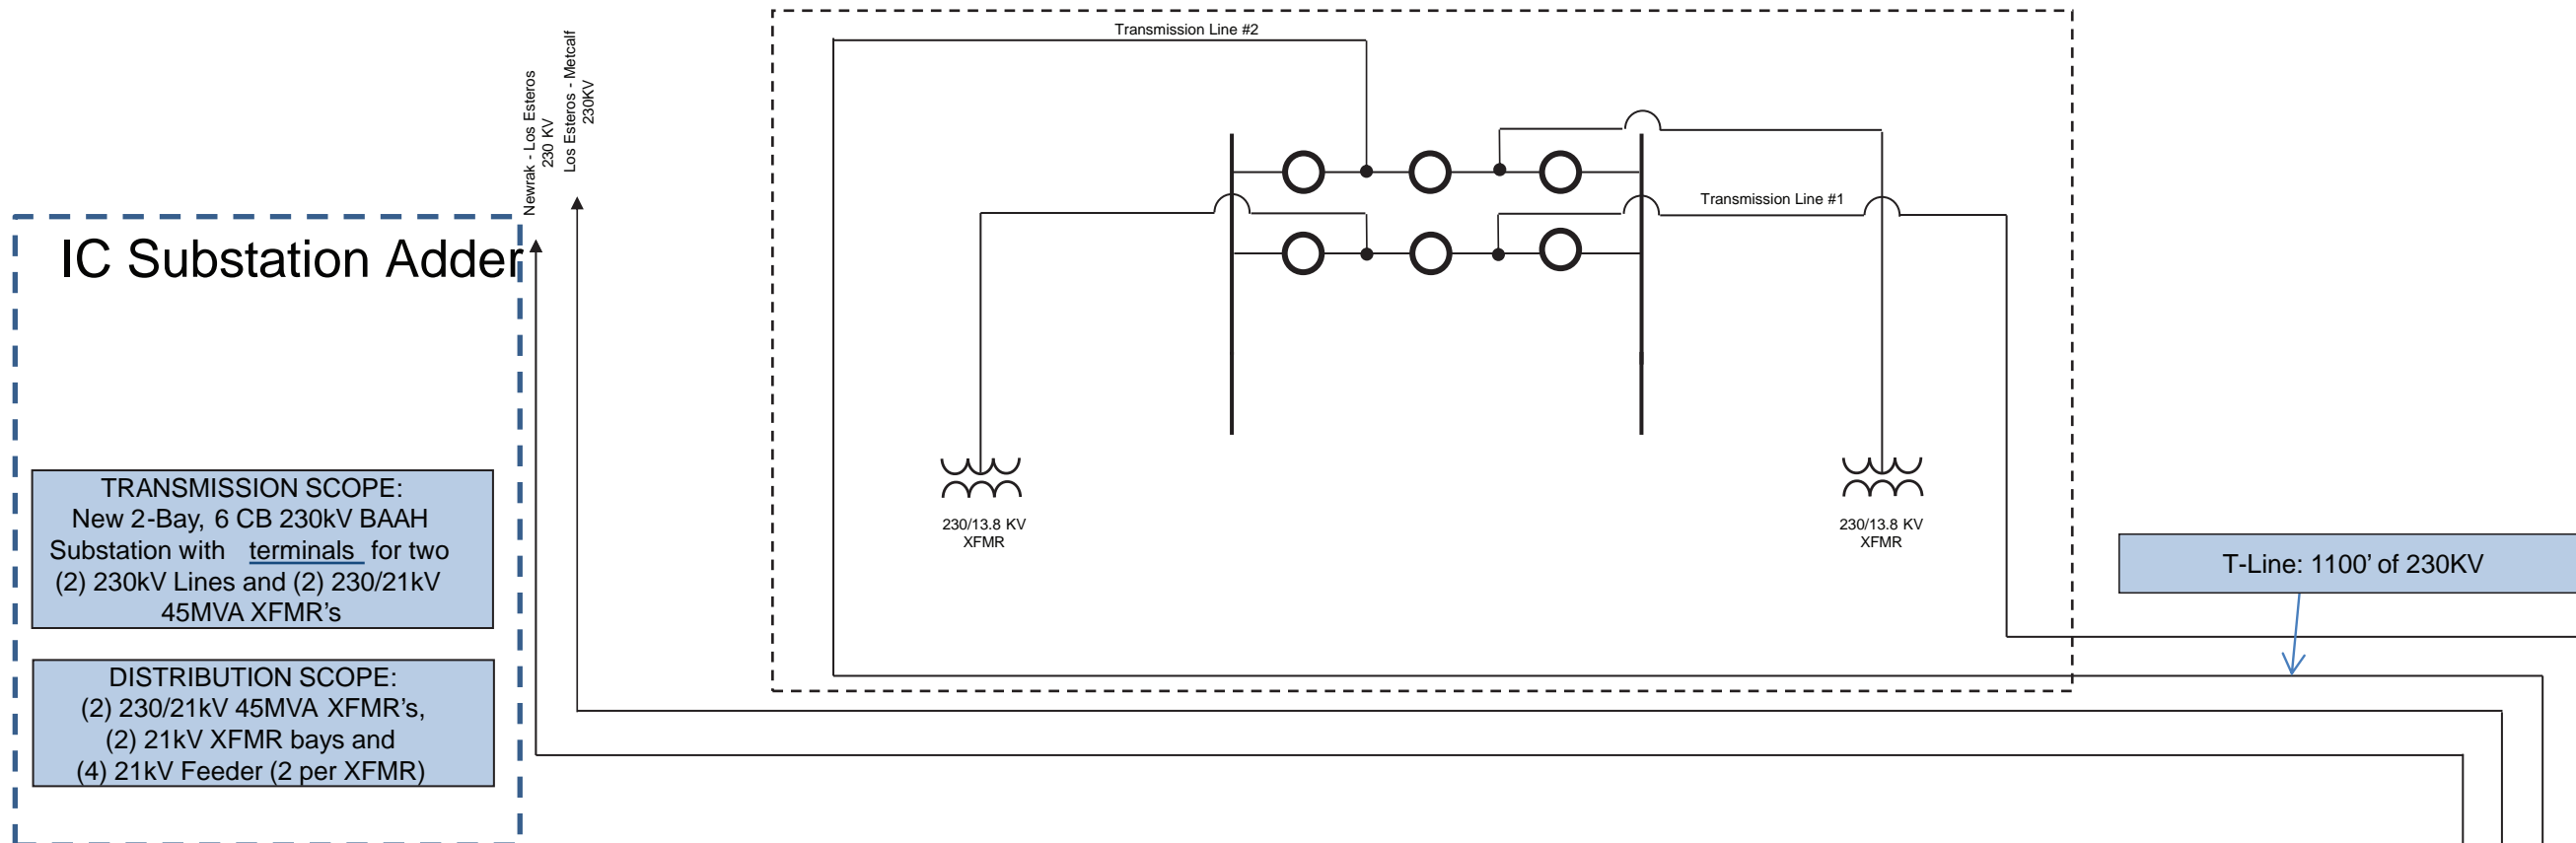 Transmission Line #2
Newrak - Los Esteros
230 KV
Los Esteros - Metcalf
230KV
Transmission Line #1
IC Substation Adder
TRANSMISSION SCOPE:
New 2-Bay, 6 CB 230kV BAAH
Substation with terminals for two
(2) 230kV Lines and (2) 230/21kV
45MVA XFMR’s
230/13.8 KV
XFMR
230/13.8 KV
XFMR
T-Line: 1100’ of 230KV
DISTRIBUTION SCOPE:
(2) 230/21kV 45MVA XFMR’s,
(2) 21kV XFMR bays and
(4) 21kV Feeder (2 per XFMR)